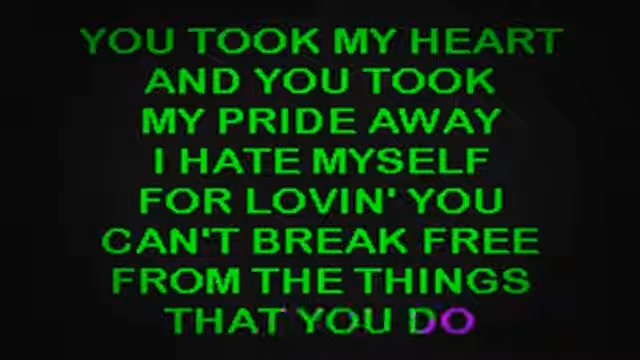 YOU TOOK MY HEART
AND YOU TOOK
MY PRIDE AWAY
I HATE MYSELF
FOR LOVIN' YOU
CAN'T BREAK FREE
FROM THE THINGS
THAT YOU DO